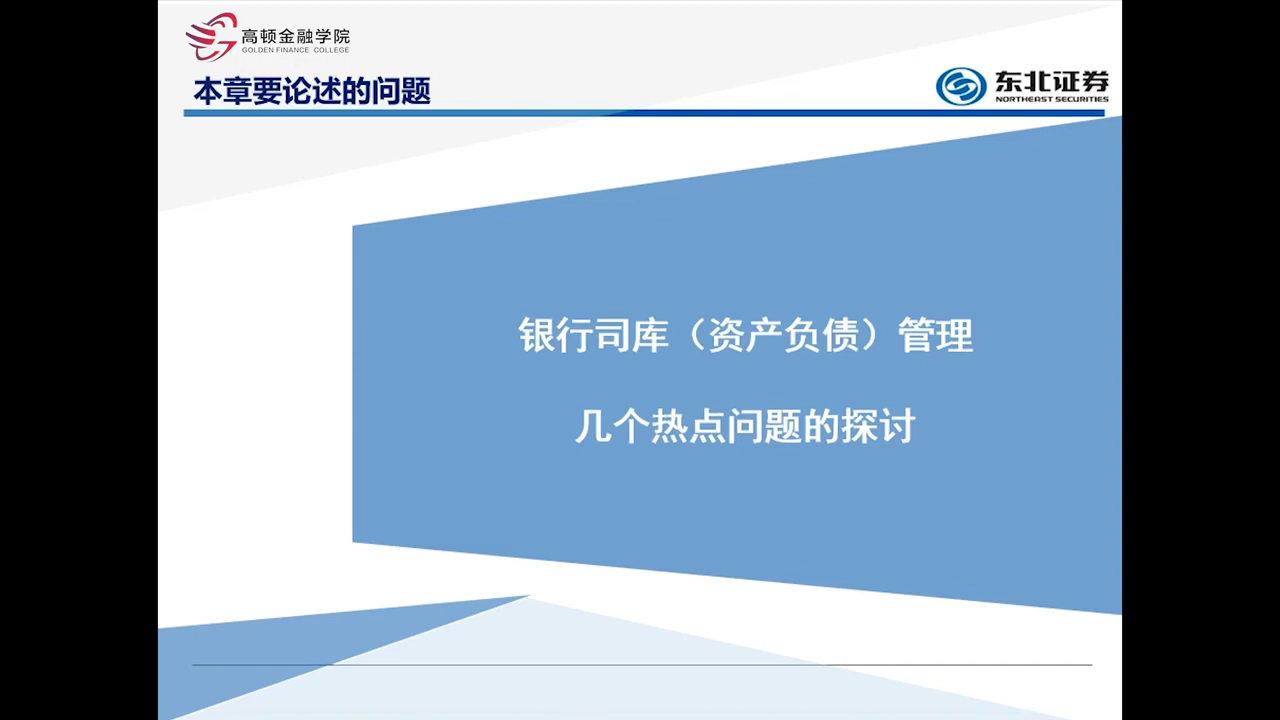 高顿金融学院
GOLDEN FINANCE COLLEGE
本章要论述的问题
东北证券
NORTHEAST SECURITIES
银行司库（资产负债）管理
几个热点问题的探讨